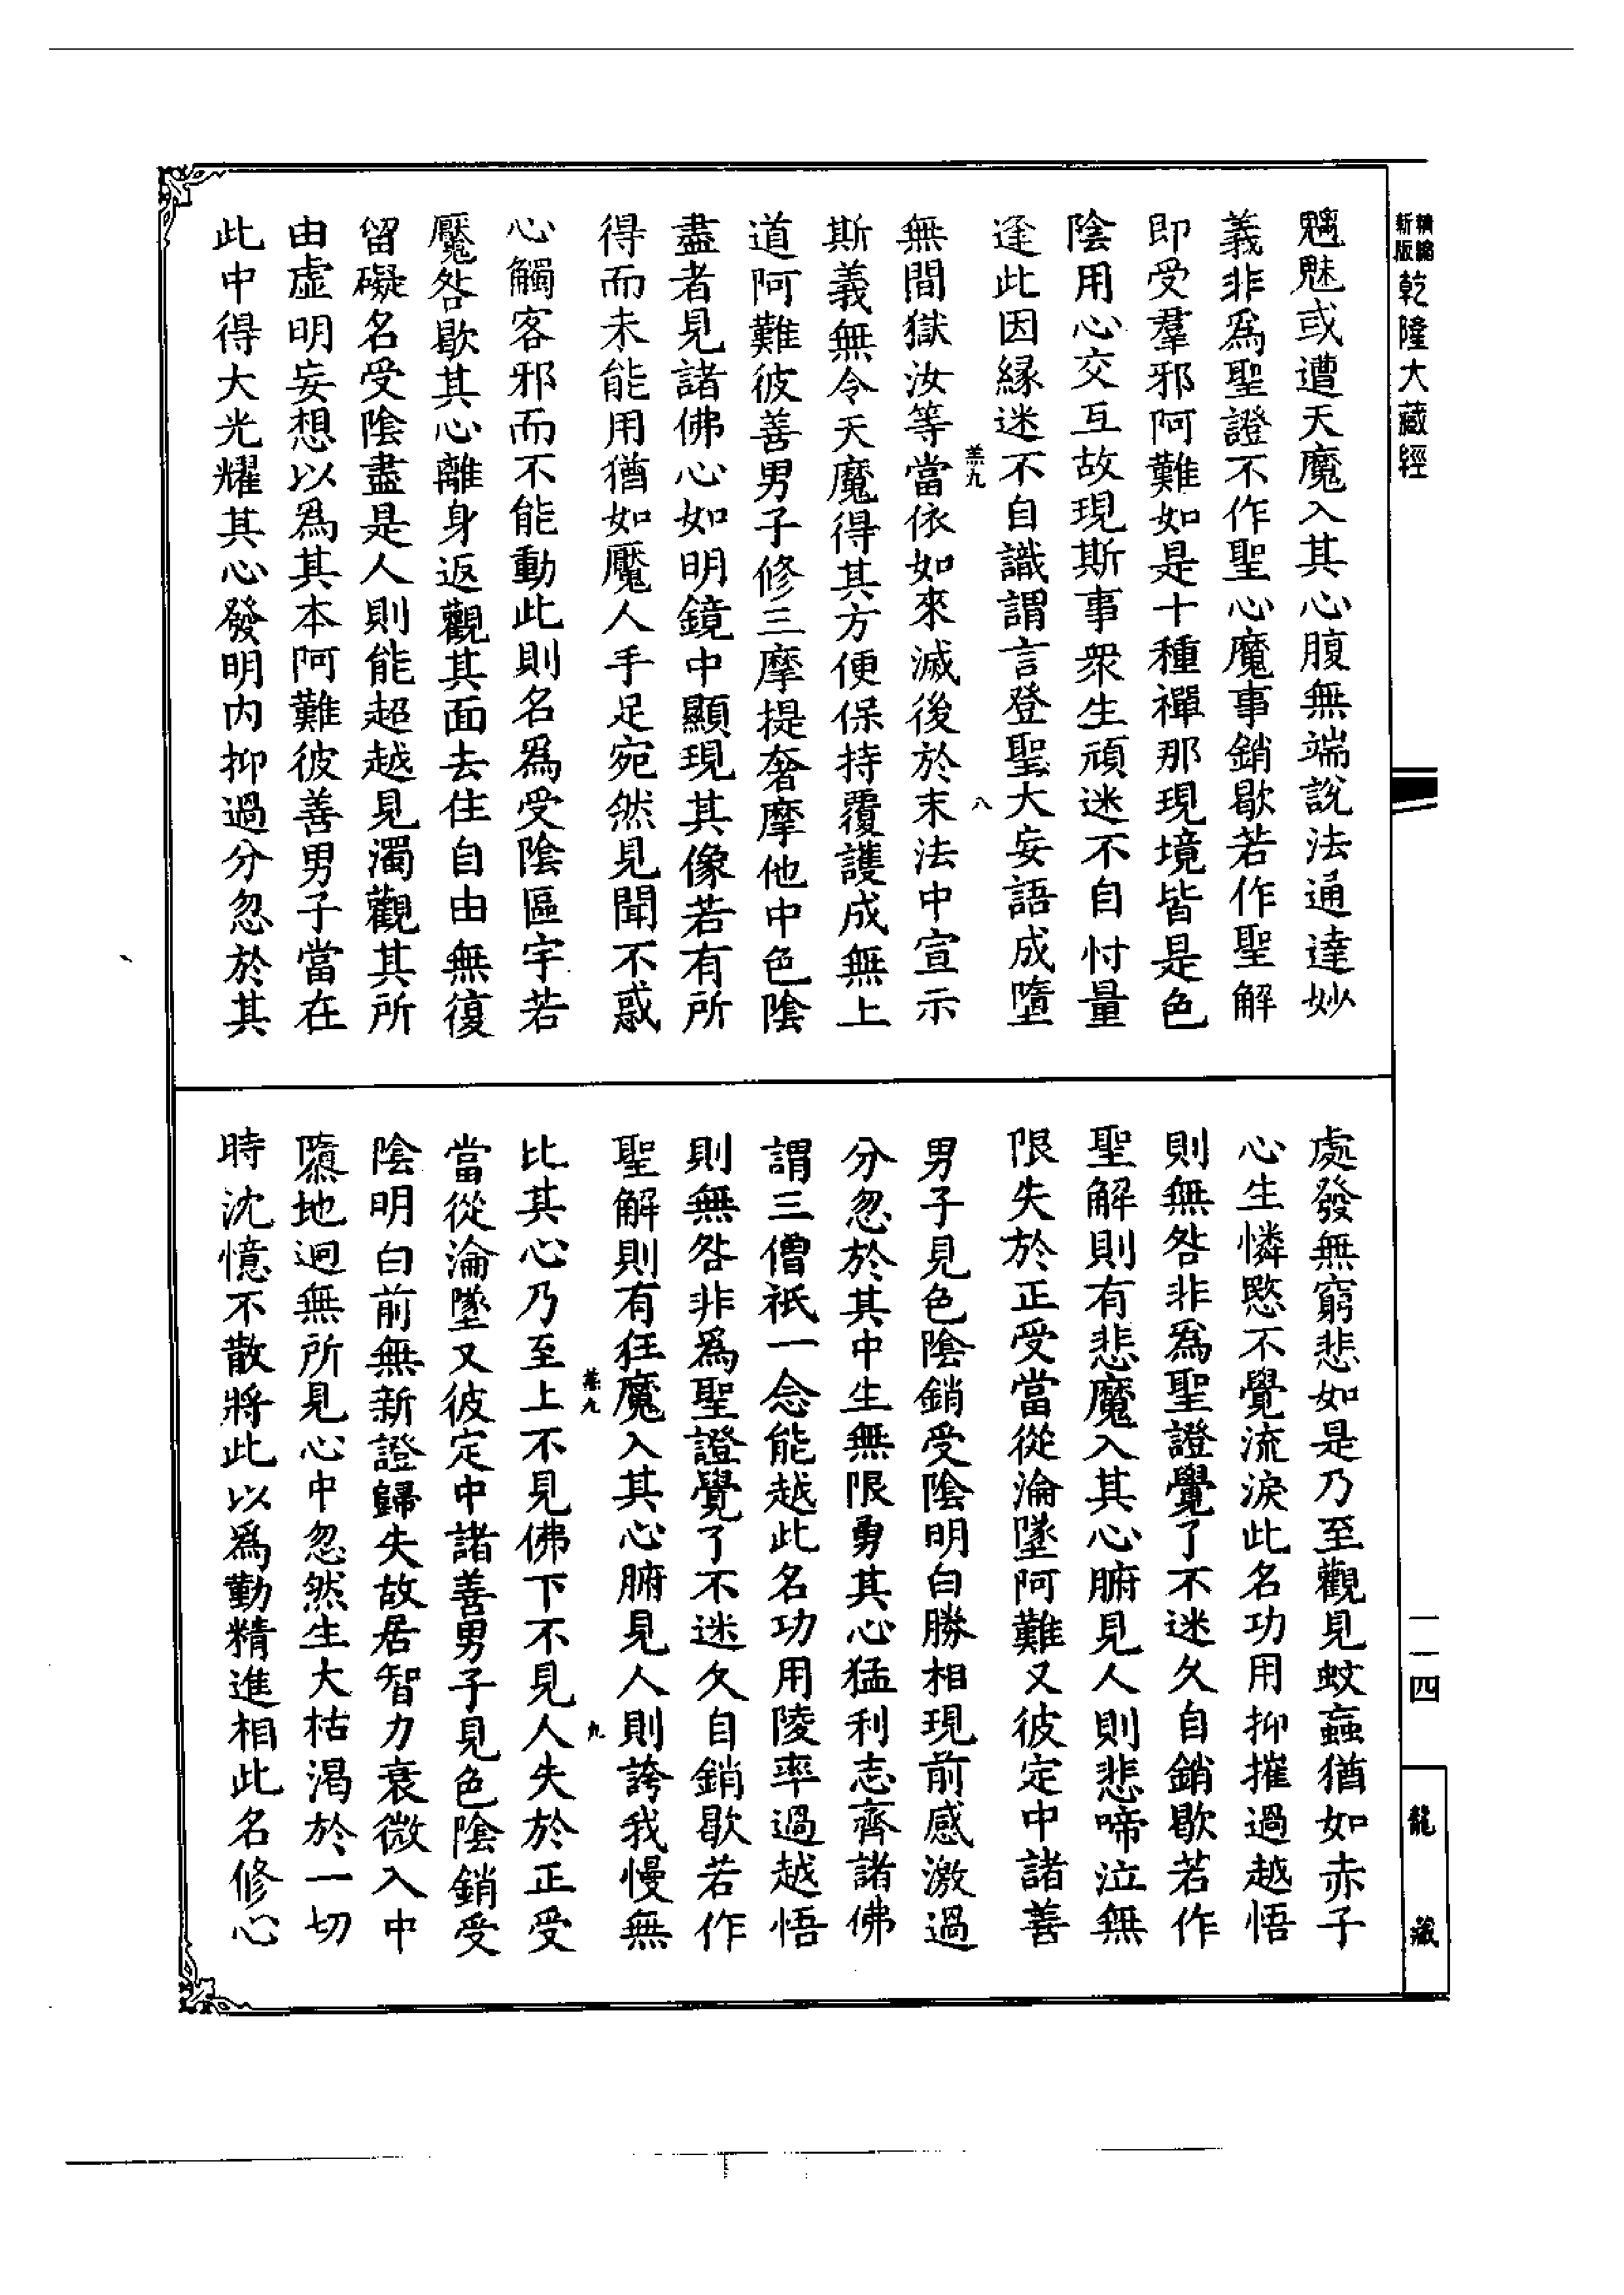 精編
新版
乾隆大藏經
魑魅或遭天魔入其心腹無端說法通達妙
義非爲聖證不作聖心魔事銷歇若作聖解
即受羣邪阿難如是十種禪那現境皆是色
陰用心交互故現斯事衆生頑迷不自忖量
逢此因緣迷不自識謂言登聖大妄語成墮
羔九
八
無間獄汝等當依如來滅後於末法中宣示
斯義無令天魔得其方便保持覆護成無上
道阿難彼善男子修三摩提奢摩他中色陰
盡者見諸佛心如明鏡中顯現其像若有所
得而未能用猶如魘人手足宛然見聞不惑
心觸客邪而不能動此則名爲受陰區宇若
魘咎歇其心離身返觀其面去住自由無復
留礙名受陰盡是人則能超越見濁觀其所
由虛明妄想以爲其本阿難彼善男子當在
此中得大光耀其心發明內抑過分忽於其
處發無窮悲如是乃至觀見蚊蝱猶如赤子
心生憐愍不覺流淚此名功用抑摧過越悟
則無咎非爲聖證覺了不迷久自銷歇若作
聖解則有悲魔入其心腑見人則悲啼泣無
限失於正受當從淪墜阿難又彼定中諸善
男子見色陰銷受陰明白勝相現前感激過
分忽於其中生無限勇其心猛利志齊諸佛
謂三僧祇一念能越此名功用陵率過越悟
則無咎非爲聖證覺了不迷久自銷歇若作
聖解則有狂魔入其心腑見人則誇我慢無
羔九
九
比其心乃至上不見佛下不見人失於正受
當從淪墜又彼定中諸善男子見色陰銷受
陰明白前無新證歸失故居智力衰微入中
隳地迥無所見心中忽然生大枯渴於一切
時沈憶不散將此以爲勤精進相此名修心
一一四
龍藏